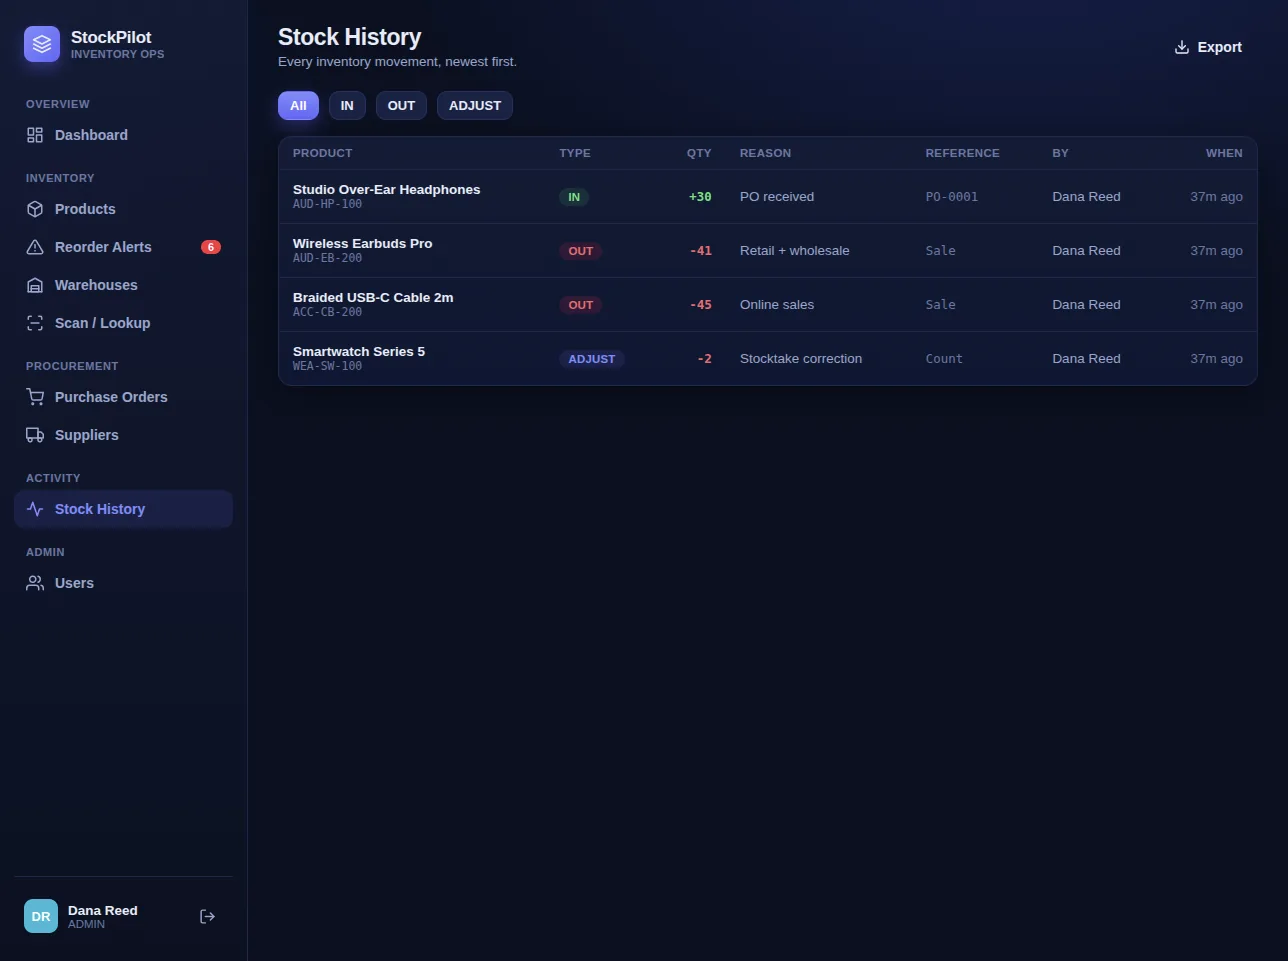 StockPilot
INVENTORY OPS
OVERVIEW
Dashboard
INVENTORY
Products
Reorder Alerts 6
Warehouses
Scan / Lookup
PROCUREMENT
Purchase Orders
Suppliers
ACTIVITY
Stock History
ADMIN
Users
DR
Dana Reed
ADMIN
Stock History
Every inventory movement, newest first.
Export
All IN OUT ADJUST
PRODUCT TYPE QTY REASON REFERENCE BY WHEN
Studio Over-Ear Headphones
AUD-HP-100
IN +30 PO received PO-0001 Dana Reed 37m ago
Wireless Earbuds Pro
AUD-EB-200
OUT -41 Retail + wholesale Sale Dana Reed 37m ago
Braided USB-C Cable 2m
ACC-CB-200
OUT -45 Online sales Sale Dana Reed 37m ago
Smartwatch Series 5
WEA-SW-100
ADJUST -2 Stocktake correction Count Dana Reed 37m ago